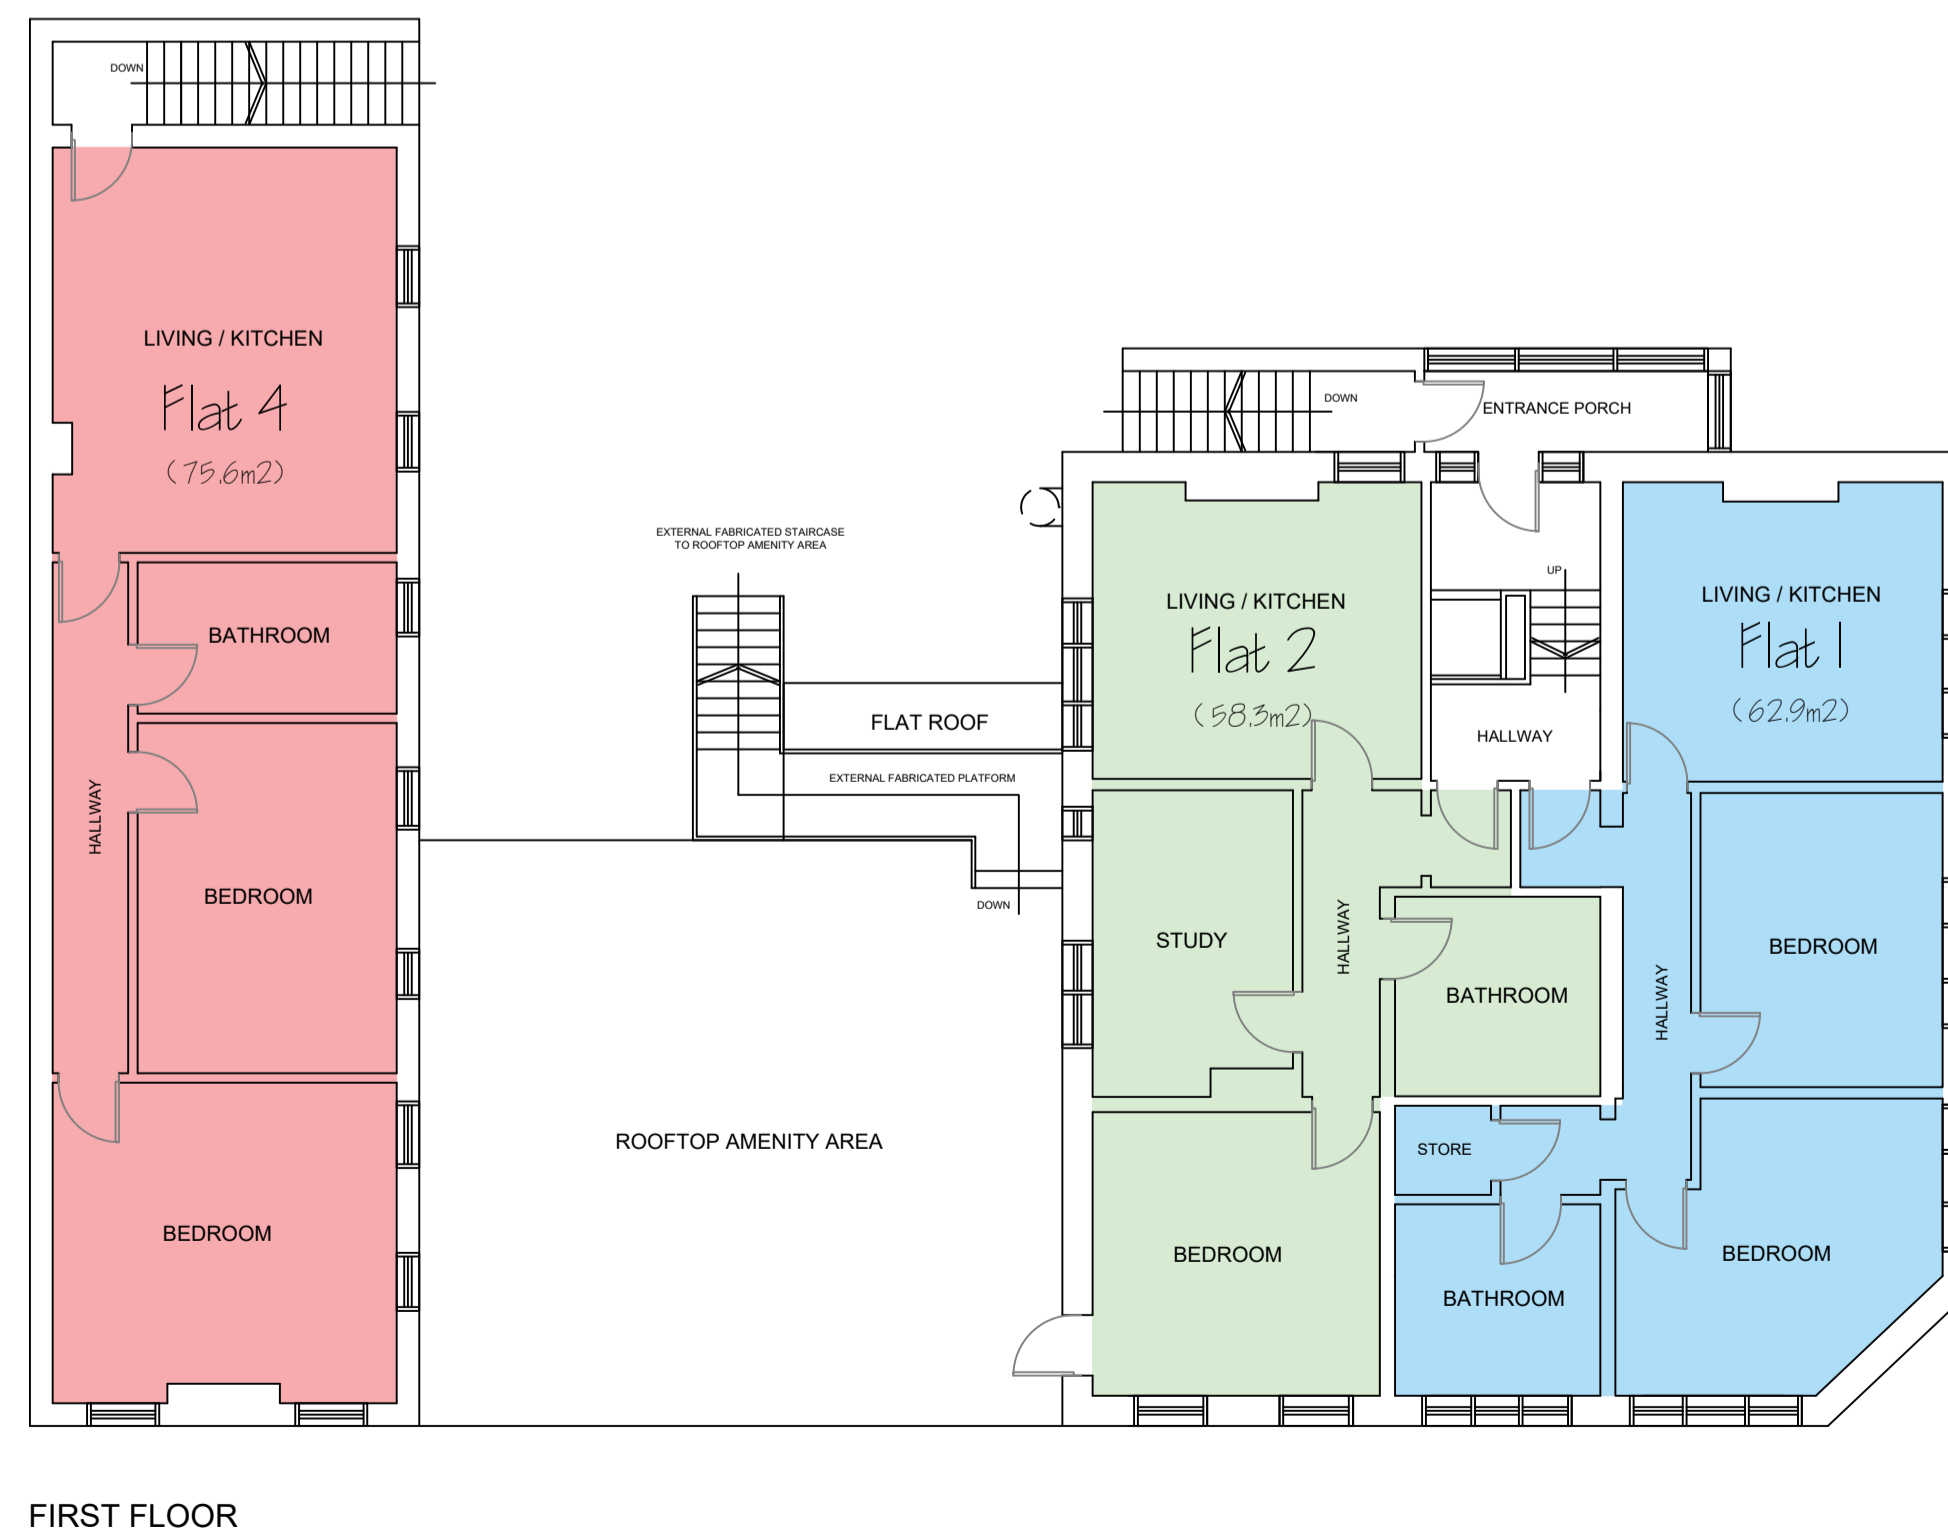 DOWN
LIVING / KITCHEN
Flat 4
(75.6m2)
BATHROOM
HALLWAY
BEDROOM
BEDROOM
EXTERNAL FABRICATED STAIRCASE
TO ROOFTOP AMENITY AREA
FLAT ROOF
EXTERNAL FABRICATED PLATFORM
DOWN
ROOFTOP AMENITY AREA
DOWN
ENTRANCE PORCH
LIVING / KITCHEN
Flat 2
(58.3m2)
UP
HALLWAY
STUDY
HALLWAY
BATHROOM
BEDROOM
LIVING / KITCHEN
Flat 1
(62.9m2)
BEDROOM
HALLWAY
STORE
BATHROOM
BEDROOM
FIRST FLOOR